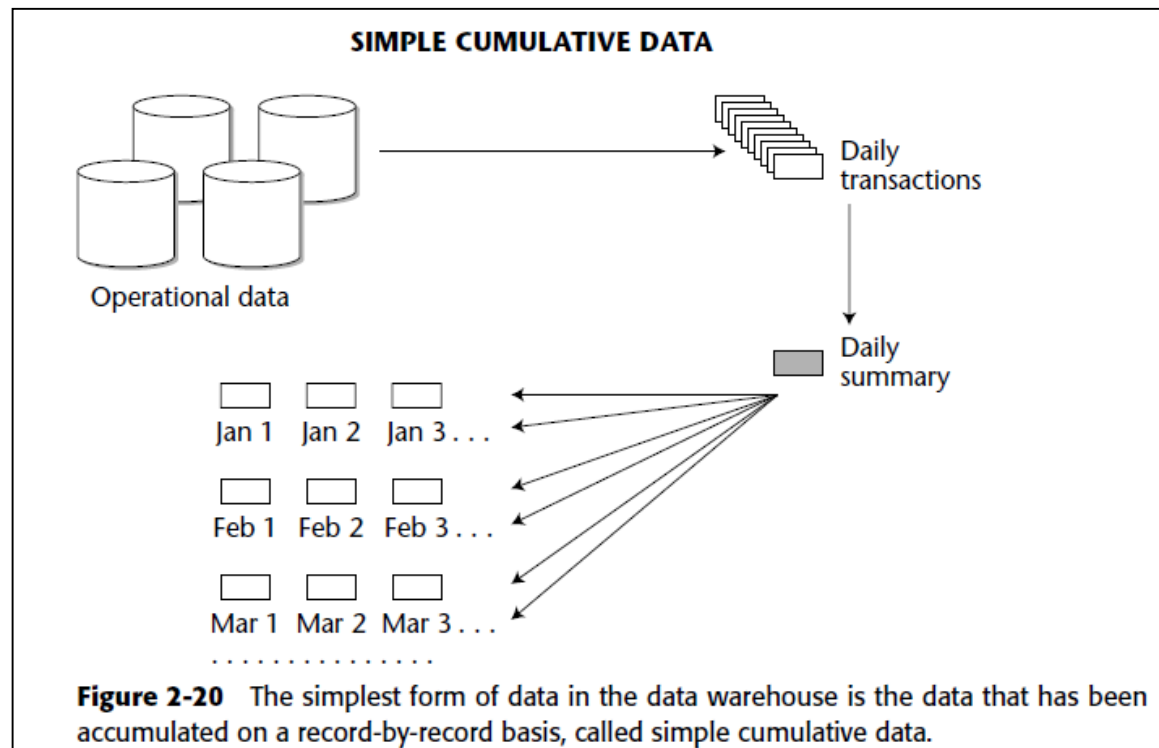 SIMPLE CUMULATIVE DATA
Daily
transactions
Operational data
Daily
summary
Jan 1 Jan 2 Jan 3 . . .
Feb 1 Feb 2 Feb 3 . . .
Mar 1 Mar 2 Mar 3 . . .
. . . . . . . . . . . . . . .
Figure 2-20 The simplest form of data in the data warehouse is the data that has been
accumulated on a record-by-record basis, called simple cumulative data.